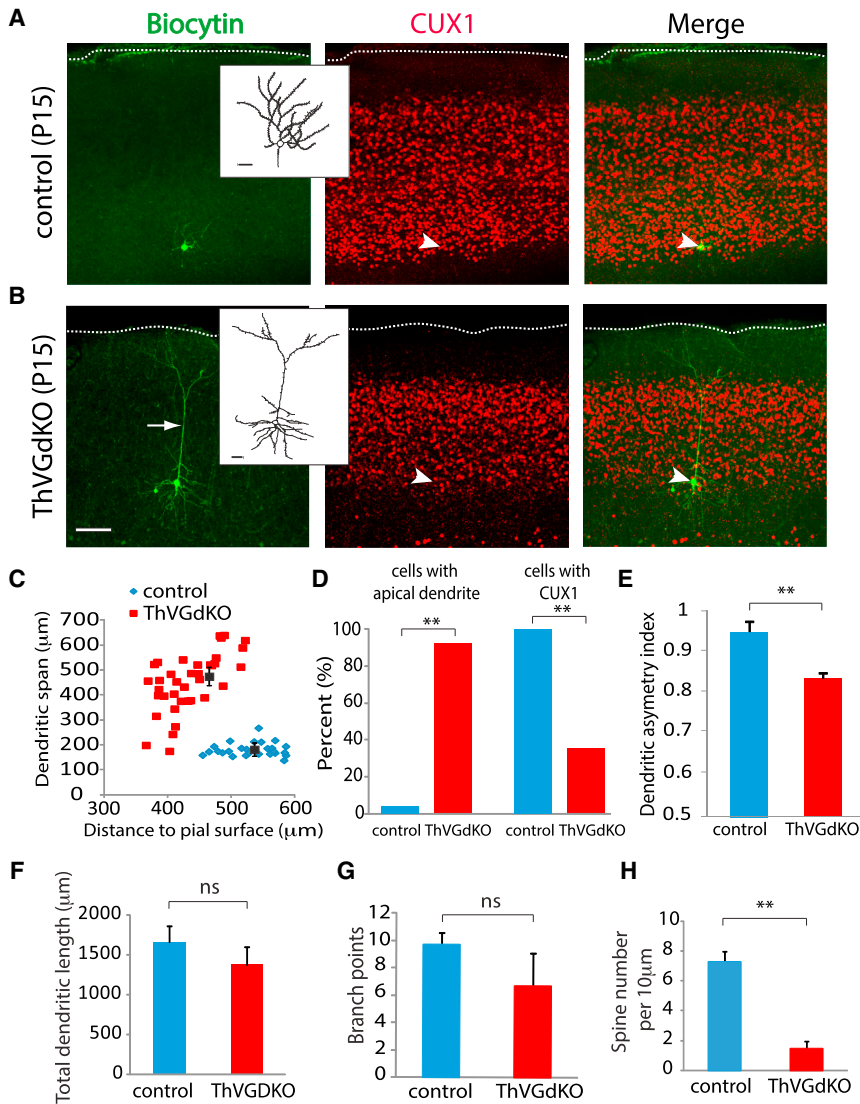 A
Biocytin
CUX1
Merge
control (P15)
B
ThVGdKO (P15)
C
control
ThVGdKO
Dendritic span (μm)
700
600
500
400
300
200
100
0
300
400
500
600
Distance to pial surface (μm)
D
cells with
apical dendrite
cells with
CUX1
**
**
Percent (%)
100
80
60
40
20
0
control ThVGdKO
control ThVGdKO
E
**
Dendritic asymetry index
1
0.9
0.8
0.7
0.6
0.5
control
ThVGdKO
F
ns
Total dendritic length (μm)
2000
1500
1000
500
0
control
ThVGDKO
G
ns
Branch points
12
10
8
6
4
2
0
control
ThVGdKO
H
**
Spine number
per 10μm
10
8
6
4
2
0
control
ThVGdKO